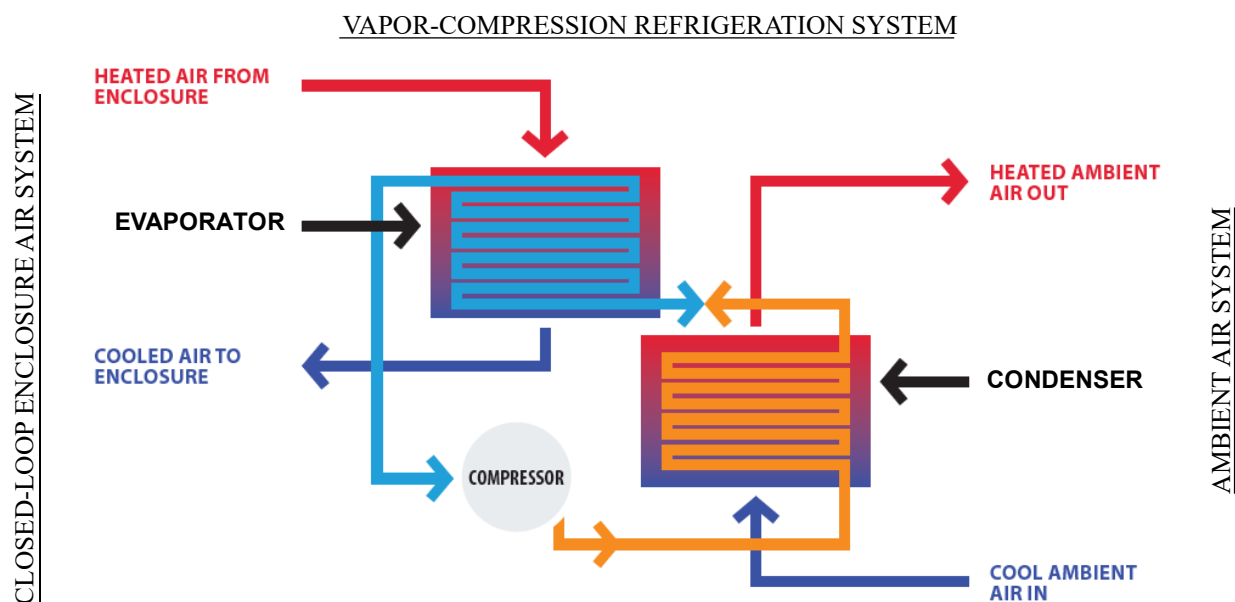 VAPOR-COMPRESSION REFRIGERATION SYSTEM
CLOSED-LOOP ENCLOSURE AIR SYSTEM
HEATED AIR FROM
ENCLOSURE
EVAPORATOR
COOLED AIR TO
ENCLOSURE
COMPRESSOR
HEATED AMBIENT
AIR OUT
CONDENSER
COOL AMBIENT
AIR IN
AMBIENT AIR SYSTEM